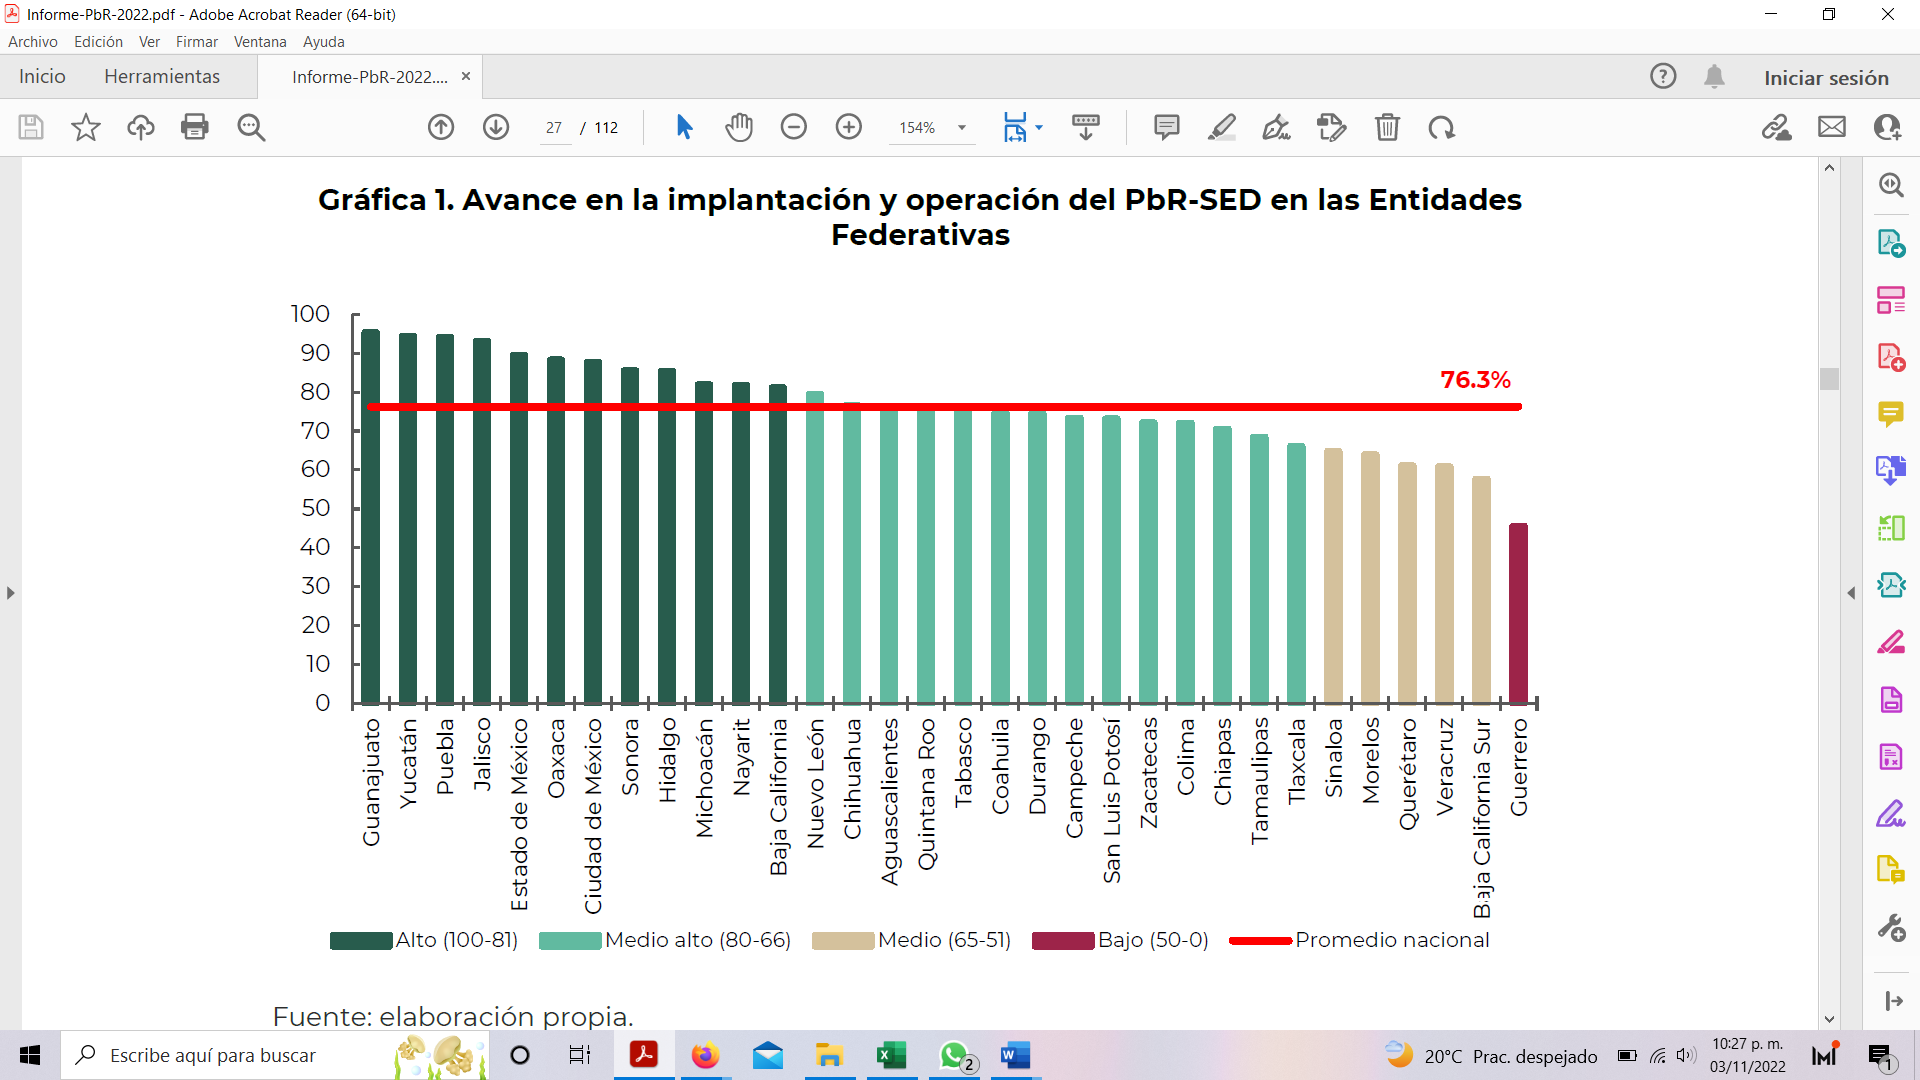 Informe-PbR-2022.pdf - Adobe Acrobat Reader (64-bit)
Archivo Edición Ver Firmar Ventana Ayuda
Inicio Herramientas Informe-PbR-2022.... × Iniciar sesión
27 / 112 154%
Gráfica 1. Avance en la implantación y operación del PbR-SED en las Entidades
Federativas
100
90
80
70
60
50
40
30
20
10
0
76.3%
Guanajuato
Yucatán
Puebla
Jalisco
Estado de México
Oaxaca
Ciudad de México
Sonora
Hidalgo
Michoacán
Nayarit
Baja California
Nuevo León
Chihuahua
Aguascalientes
Quintana Roo
Tabasco
Coahuila
Durango
Campeche
San Luis Potosí
Zacatecas
Colima
Chiapas
Tamaulipas
Tlaxcala
Sinaloa
Morelos
Querétaro
Veracruz
Baja California Sur
Guerrero
Alto (100-81) Medio alto (80-66) Medio (65-51) Bajo (50-0) Promedio nacional
Fuente: elaboración propia.
Escribe aquí para buscar
2
20°C Prac. despejado
10:27 p. m.
03/11/2022
1